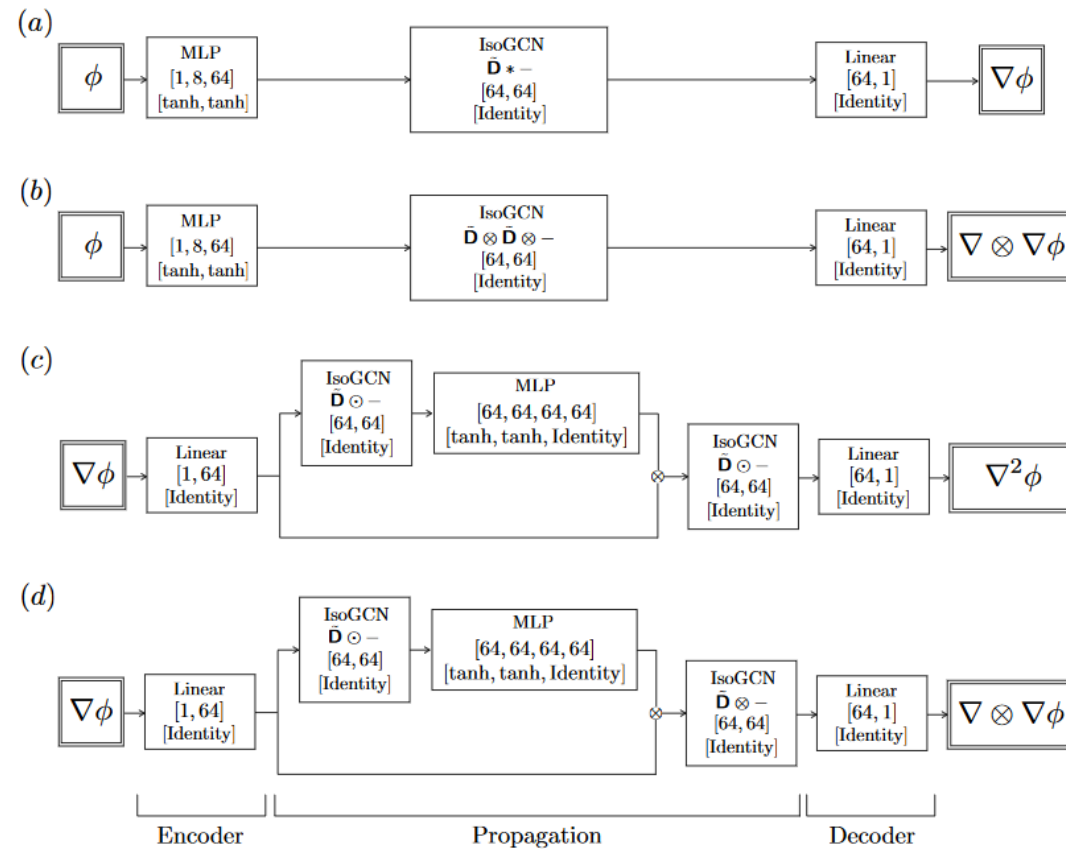 (a)
ϕ
MLP
[1, 8, 64]
[tanh, tanh]
IsoGCN
D̃ ∗ −
[64, 64]
[Identity]
Linear
[64, 1]
[Identity]
∇ϕ
(b)
ϕ
MLP
[1, 8, 64]
[tanh, tanh]
IsoGCN
D̃ ⊗ D̃ ⊗ −
[64, 64]
[Identity]
Linear
[64, 1]
[Identity]
∇ ⊗ ∇ϕ
(c)
∇ϕ
Linear
[1, 64]
[Identity]
IsoGCN
D̃ ⊙ −
[64, 64]
[Identity]
MLP
[64, 64, 64, 64]
[tanh, tanh, Identity]
⊗
IsoGCN
D̃ ⊙ −
[64, 64]
[Identity]
Linear
[64, 1]
[Identity]
∇²ϕ
(d)
∇ϕ
Linear
[1, 64]
[Identity]
IsoGCN
D̃ ⊙ −
[64, 64]
[Identity]
MLP
[64, 64, 64, 64]
[tanh, tanh, Identity]
⊗
IsoGCN
D̃ ⊗ −
[64, 64]
[Identity]
Linear
[64, 1]
[Identity]
∇ ⊗ ∇ϕ
Encoder
Propagation
Decoder